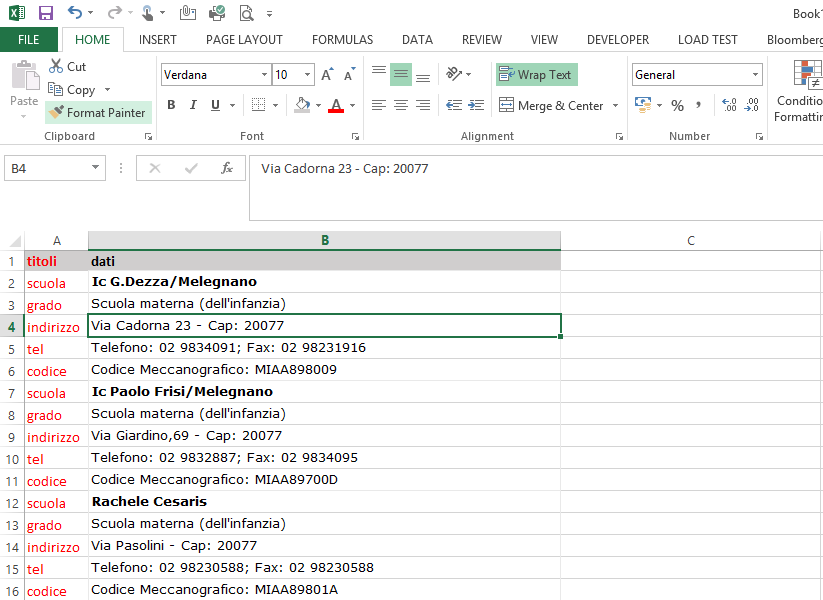 Book1
FILE HOME INSERT PAGE LAYOUT FORMULAS DATA REVIEW VIEW DEVELOPER LOAD TEST Bloomberg
Paste
Cut
Copy
Format Painter
Clipboard
Verdana 10 A A
B I U A
Font
Wrap Text
Merge & Center
Alignment
General
% , .0 .00 .00 .0
Number
Conditio
Formattin
B4 fx Via Cadorna 23 - Cap: 20077
A B C
1 titoli dati
2 scuola Ic G.Dezza/Melegnano
3 grado Scuola materna (dell'infanzia)
4 indirizzo Via Cadorna 23 - Cap: 20077
5 tel Telefono: 02 9834091; Fax: 02 98231916
6 codice Codice Meccanografico: MIAA898009
7 scuola Ic Paolo Frisi/Melegnano
8 grado Scuola materna (dell'infanzia)
9 indirizzo Via Giardino,69 - Cap: 20077
10 tel Telefono: 02 9832887; Fax: 02 9834095
11 codice Codice Meccanografico: MIAA89700D
12 scuola Rachele Cesaris
13 grado Scuola materna (dell'infanzia)
14 indirizzo Via Pasolini - Cap: 20077
15 tel Telefono: 02 98230588; Fax: 02 98230588
16 codice Codice Meccanografico: MIAA89801A